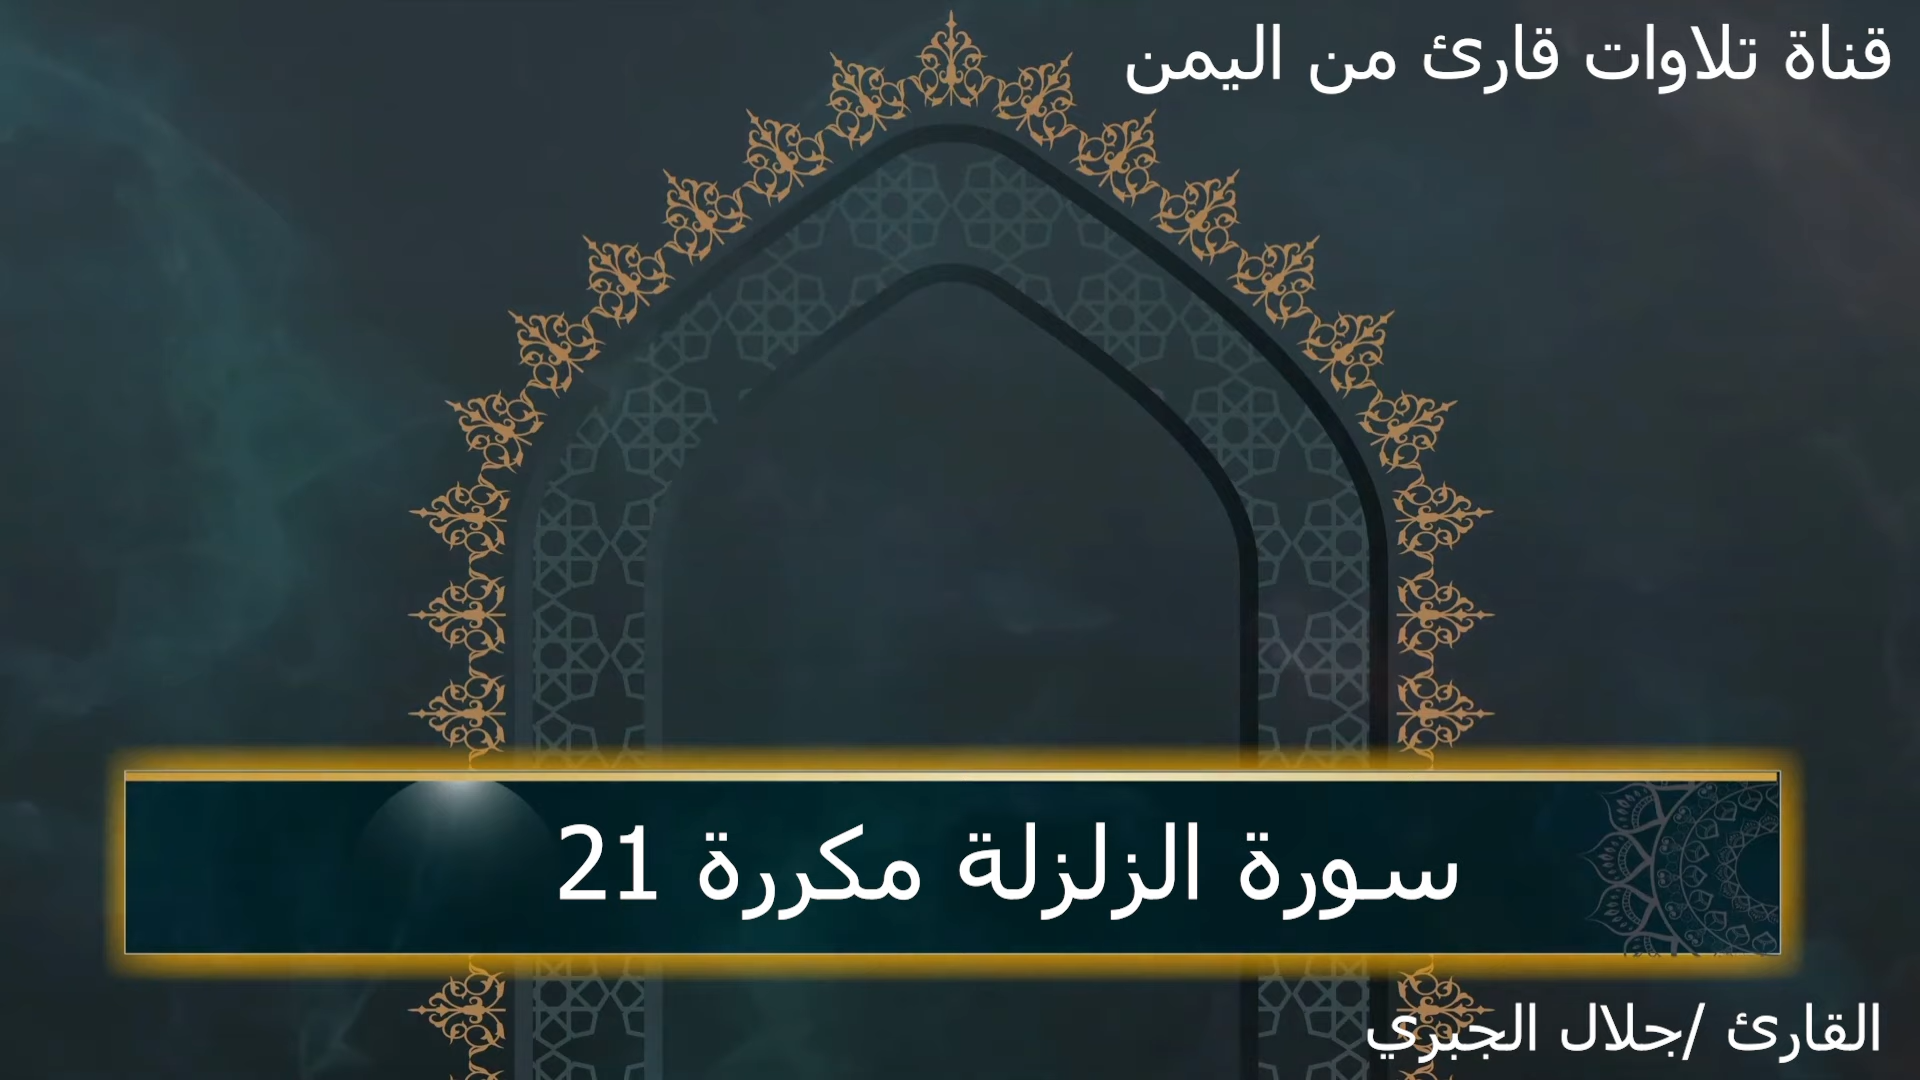 قناة تلاوات قارئ من اليمن
سورة الزلزلة مكررة 21
القارئ /جلال الجبري